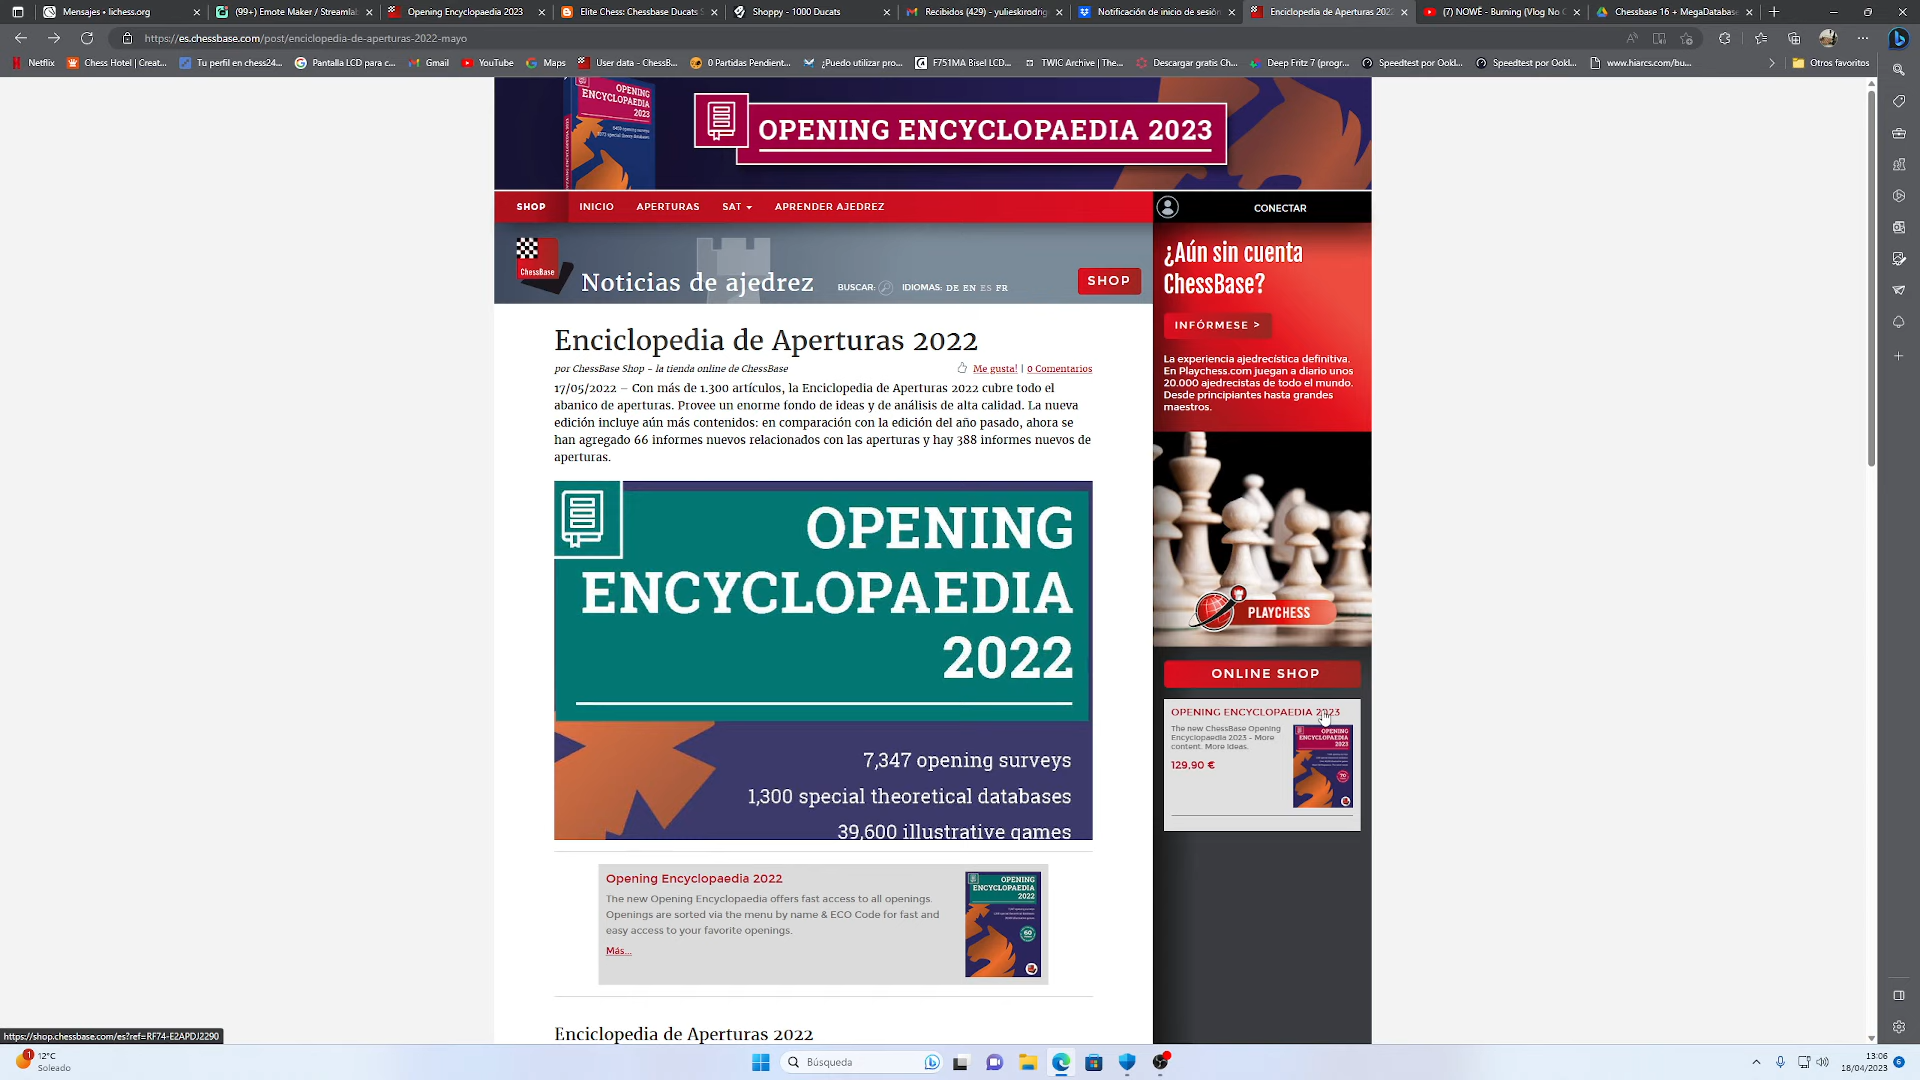 Mensajes • lichess.org
(99+) Emote Maker / Streamlab
Opening Encyclopaedia 2023
Elite Chess: Chessbase Ducats S
Shoppy - 1000 Ducats
Recibidos (429) - yulieskirodrig
Notificación de inicio de sesión
Enciclopedia de Aperturas 2022
(7) NOWË - Burning (Vlog No C
Chessbase 16 + MegaDatabase
https://es.chessbase.com/post/enciclopedia-de-aperturas-2022-mayo
Netflix
Chess Hotel | Creat...
Tu perfil en chess24...
Pantalla LCD para c...
Gmail
YouTube
Maps
User data - ChessB...
0 Partidas Pendient...
¿Puedo utilizar pro...
F751MA Bisel LCD...
TWIC Archive | The...
Descargar gratis Ch...
Deep Fritz 7 (progr...
Speedtest por Ookl...
Speedtest por Ookl...
www.hiarcs.com/bu...
Otros favoritos
OPENING
ENCYCLOPAEDIA
2023
OPENING ENCYCLOPAEDIA 2023
SHOP
INICIO
APERTURAS
SAT
APRENDER AJEDREZ
CONECTAR
ChessBase
Noticias de ajedrez
BUSCAR:
IDIOMAS: DE EN ES FR
SHOP
¿Aún sin cuenta
ChessBase?
INFÓRMESE >
La experiencia ajedrecística definitiva.
En Playchess.com juegan a diario unos
20.000 ajedrecistas de todo el mundo.
Desde principiantes hasta grandes
maestros.
Enciclopedia de Aperturas 2022
por ChessBase Shop – la tienda online de ChessBase
Me gusta! | 0 Comentarios
17/05/2022 – Con más de 1.300 artículos, la Enciclopedia de Aperturas 2022 cubre todo el
abanico de aperturas. Provee un enorme fondo de ideas y de análisis de alta calidad. La nueva
edición incluye aún más contenidos: en comparación con la edición del año pasado, ahora se
han agregado 66 informes nuevos relacionados con las aperturas y hay 388 informes nuevos de
aperturas.
OPENING
ENCYCLOPAEDIA
2022
7,347 opening surveys
1,300 special theoretical databases
39,600 illustrative games
PLAYCHESS
ONLINE SHOP
OPENING ENCYCLOPAEDIA 2023
The new ChessBase Opening
Encyclopaedia 2023 - More
content. More ideas.
129,90 €
OPENING
ENCYCLOPAEDIA
2023
Opening Encyclopaedia 2022
The new Opening Encyclopaedia offers fast access to all openings.
Openings are sorted via the menu by name & ECO Code for fast and
easy access to your favorite openings.
Más...
OPENING
ENCYCLOPAEDIA
2022
60
Enciclopedia de Aperturas 2022
https://shop.chessbase.com/es?ref=RF74-E2APDJ2290
1
12°C
Soleado
Búsqueda
13:06
18/04/2023
6